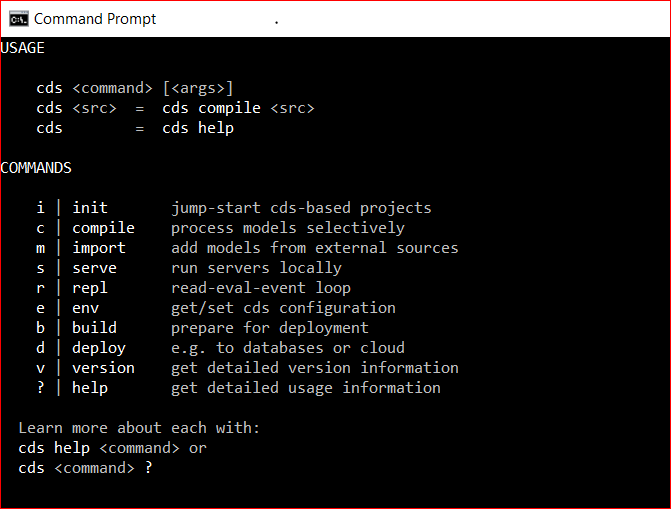 Command Prompt .
USAGE
cds <command> [<args>]
cds <src> = cds compile <src>
cds = cds help
COMMANDS
i | init jump-start cds-based projects
c | compile process models selectively
m | import add models from external sources
s | serve run servers locally
r | repl read-eval-event loop
e | env get/set cds configuration
b | build prepare for deployment
d | deploy e.g. to databases or cloud
v | version get detailed version information
? | help get detailed usage information
Learn more about each with:
cds help <command> or
cds <command> ?